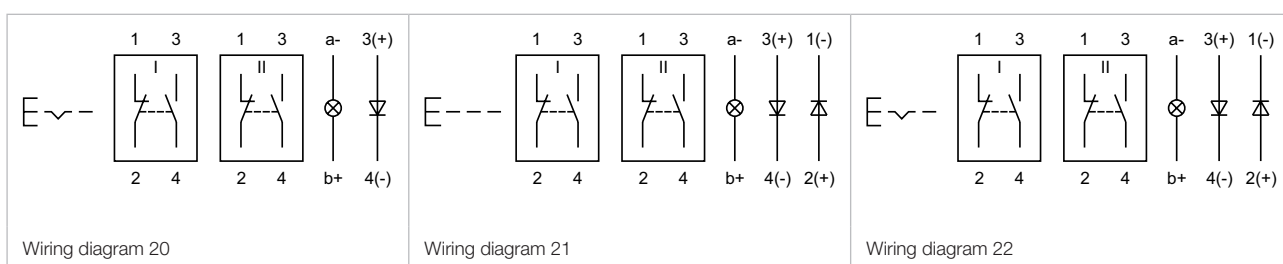 1 3 1 3 a- 3(+)
I II
2 4 2 4 b+ 4(-)
Wiring diagram 20
1 3 1 3 a- 3(+) 1(-)
I II
2 4 2 4 b+ 4(-) 2(+)
Wiring diagram 21
1 3 1 3 a- 3(+) 1(-)
I II
2 4 2 4 b+ 4(-) 2(+)
Wiring diagram 22